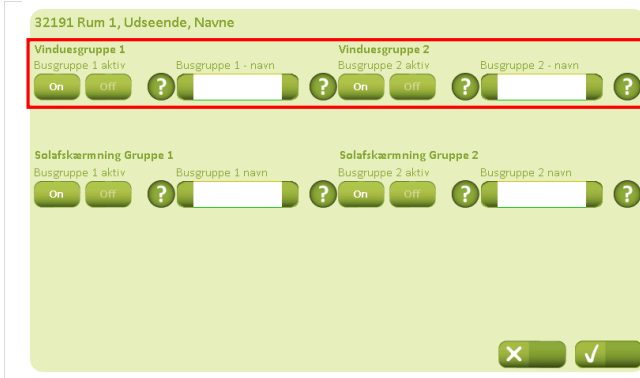 32191 Rum 1, Udseende, Navne
Vinduesgruppe 1 Vinduesgruppe 2
Busgruppe 1 aktiv Busgruppe 1 - navn Busgruppe 2 aktiv Busgruppe 2 - navn
On Off ? ? On Off ? ?
Solafskærmning Gruppe 1 Solafskærmning Gruppe 2
Busgruppe 1 aktiv Busgruppe 1 navn Busgruppe 2 aktiv Busgruppe 2 navn
On Off ? ? On Off ? ?